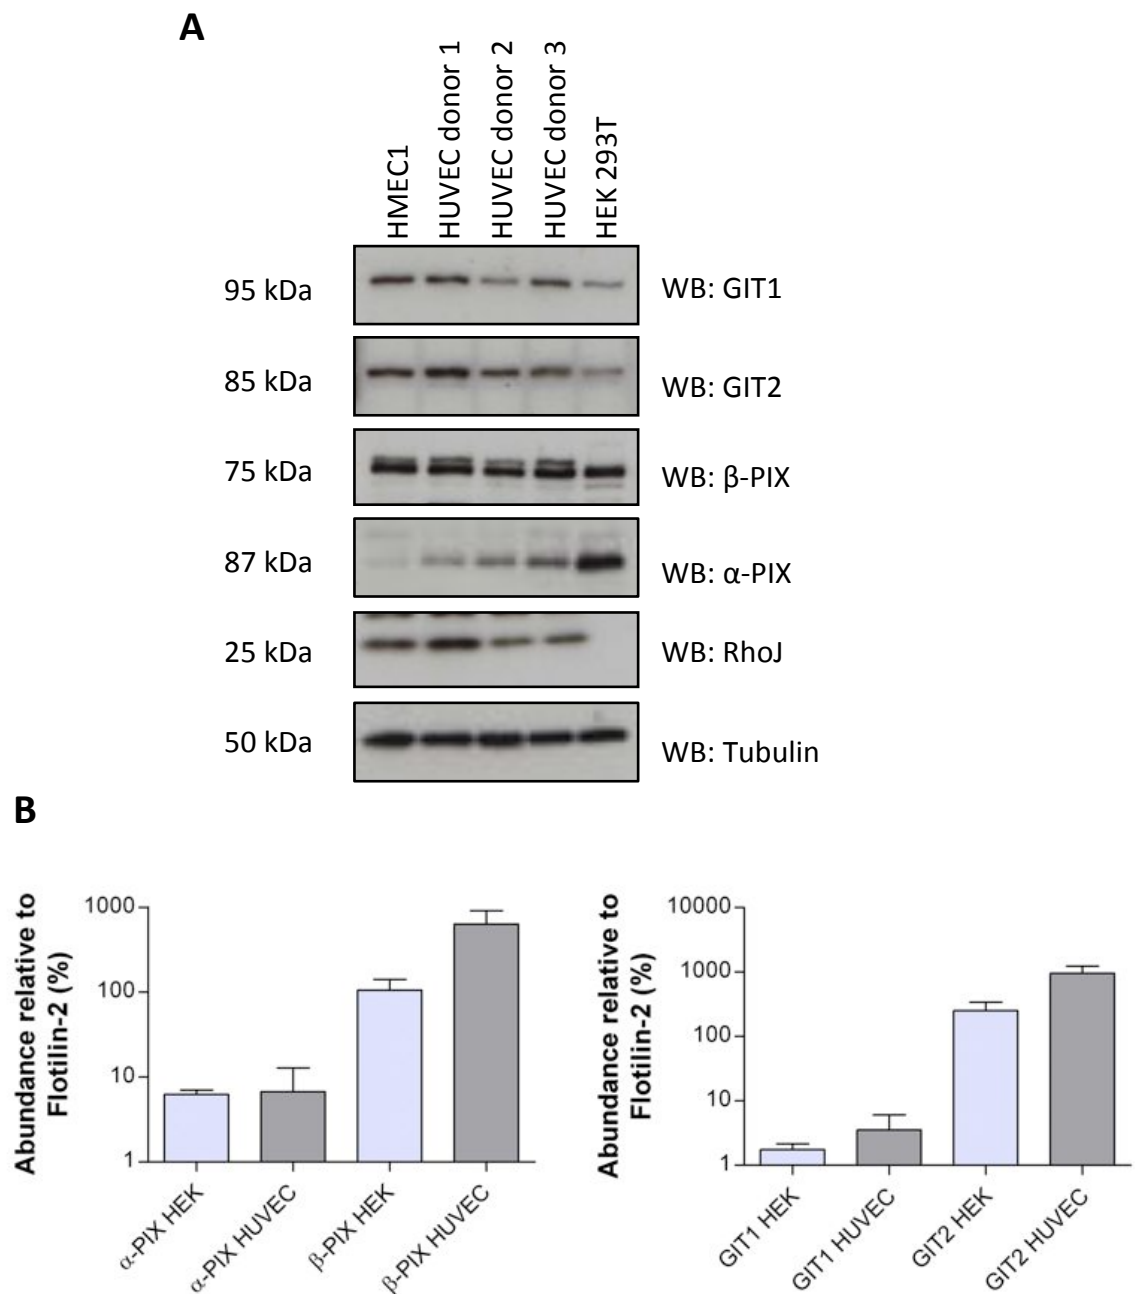 A
HMEC1
HUVEC donor 1
HUVEC donor 2
HUVEC donor 3
HEK 293T
95 kDa
WB: GIT1
85 kDa
WB: GIT2
75 kDa
WB: β-PIX
87 kDa
WB: α-PIX
25 kDa
WB: RhoJ
50 kDa
WB: Tubulin
B
Abundance relative to
Flotilin-2 (%)
1000
100
10
1
α-PIX HEK
α-PIX HUVEC
β-PIX HEK
β-PIX HUVEC
Abundance relative to
Flotilin-2 (%)
10000
1000
100
10
1
GIT1 HEK
GIT1 HUVEC
GIT2 HEK
GIT2 HUVEC